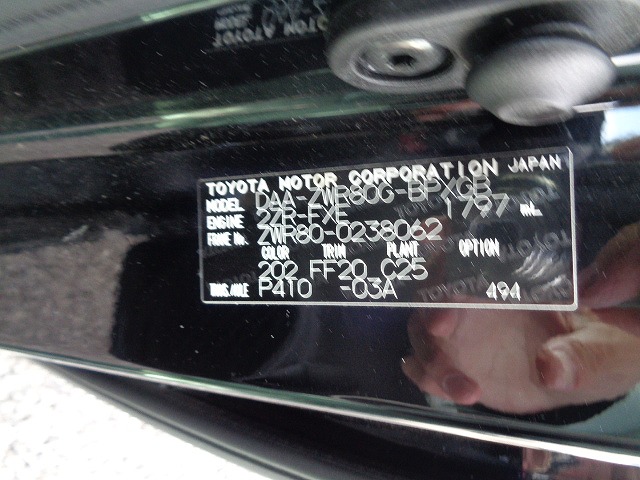 TOYOTA MOTOR CORPORATION JAPAN
MODEL DAA-ZWR80G-BPXGB
ENGINE 2ZR-FXE 1797 mL
FRAME No. ZWR80-0238062
COLOR TRIM PLANT OPTION
202 FF20 C25
TRANS./AXLE P410 -03A 494